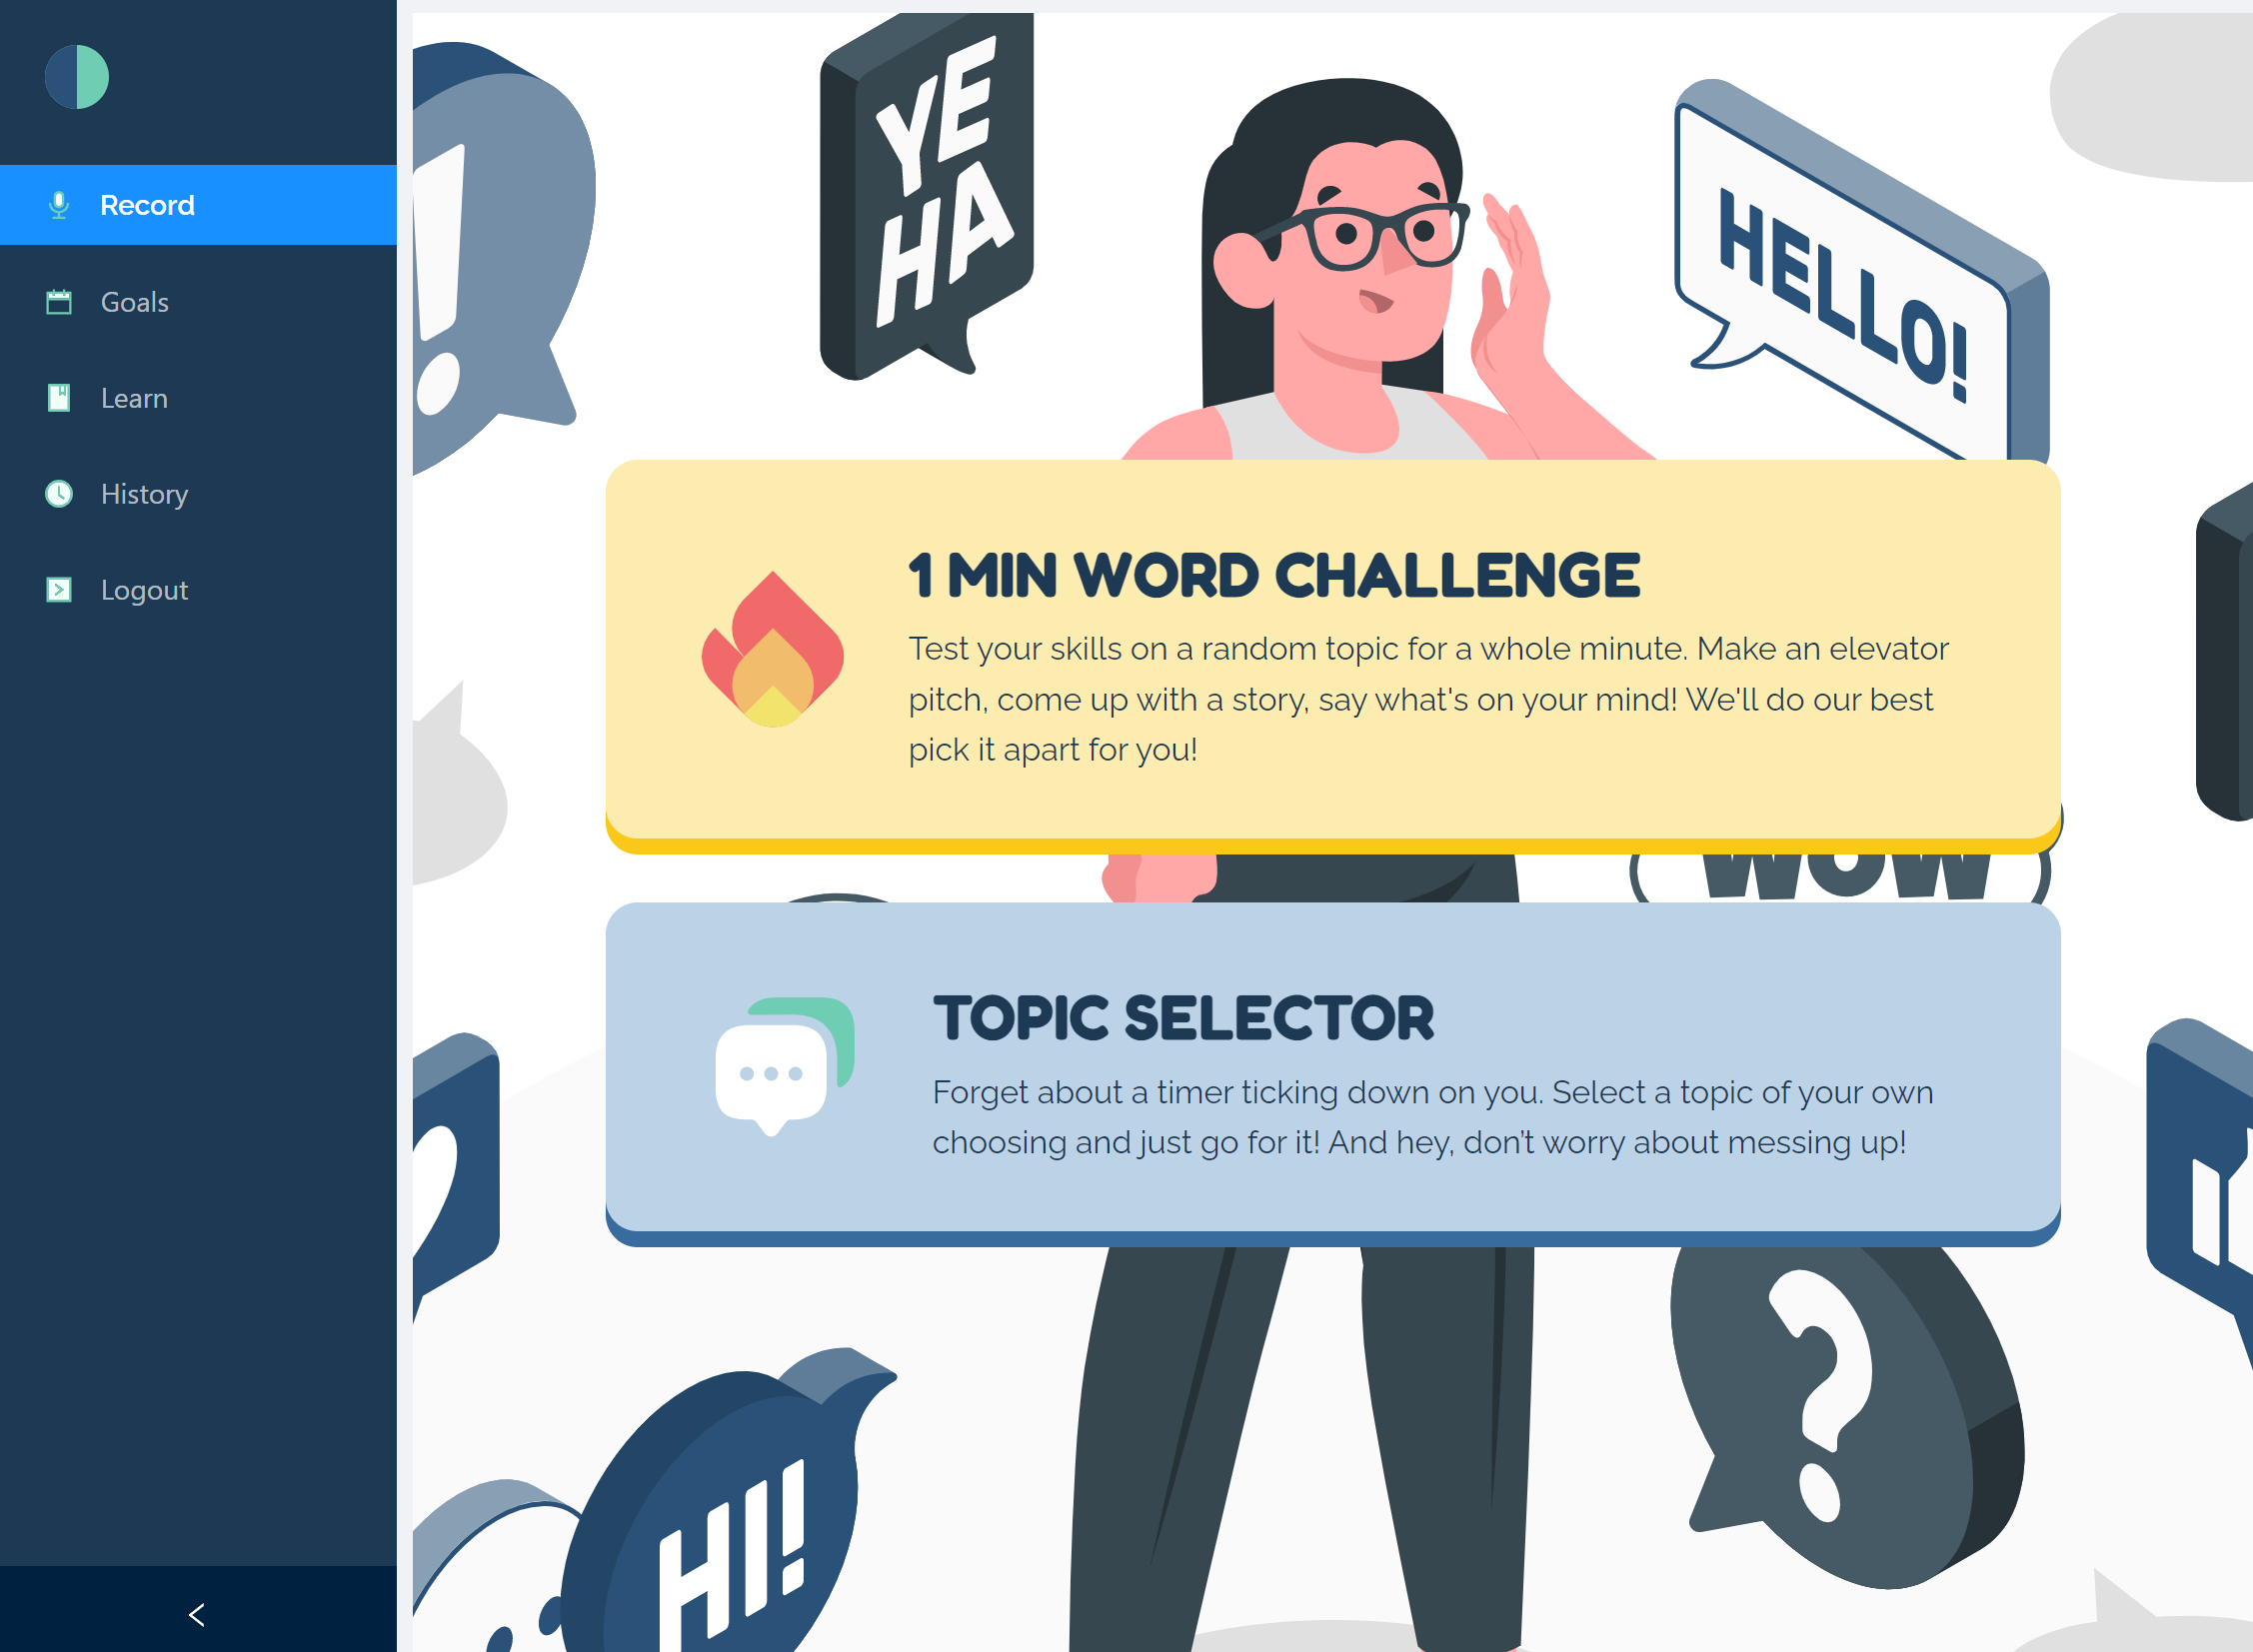 Record
Goals
Learn
History
Logout
!
YE
HA
HELLO!
1 MIN WORD CHALLENGE
Test your skills on a random topic for a whole minute. Make an elevator
pitch, come up with a story, say what's on your mind! We'll do our best
pick it apart for you!
WOW
TOPIC SELECTOR
Forget about a timer ticking down on you. Select a topic of your own
choosing and just go for it! And hey, don’t worry about messing up!
?
HI!